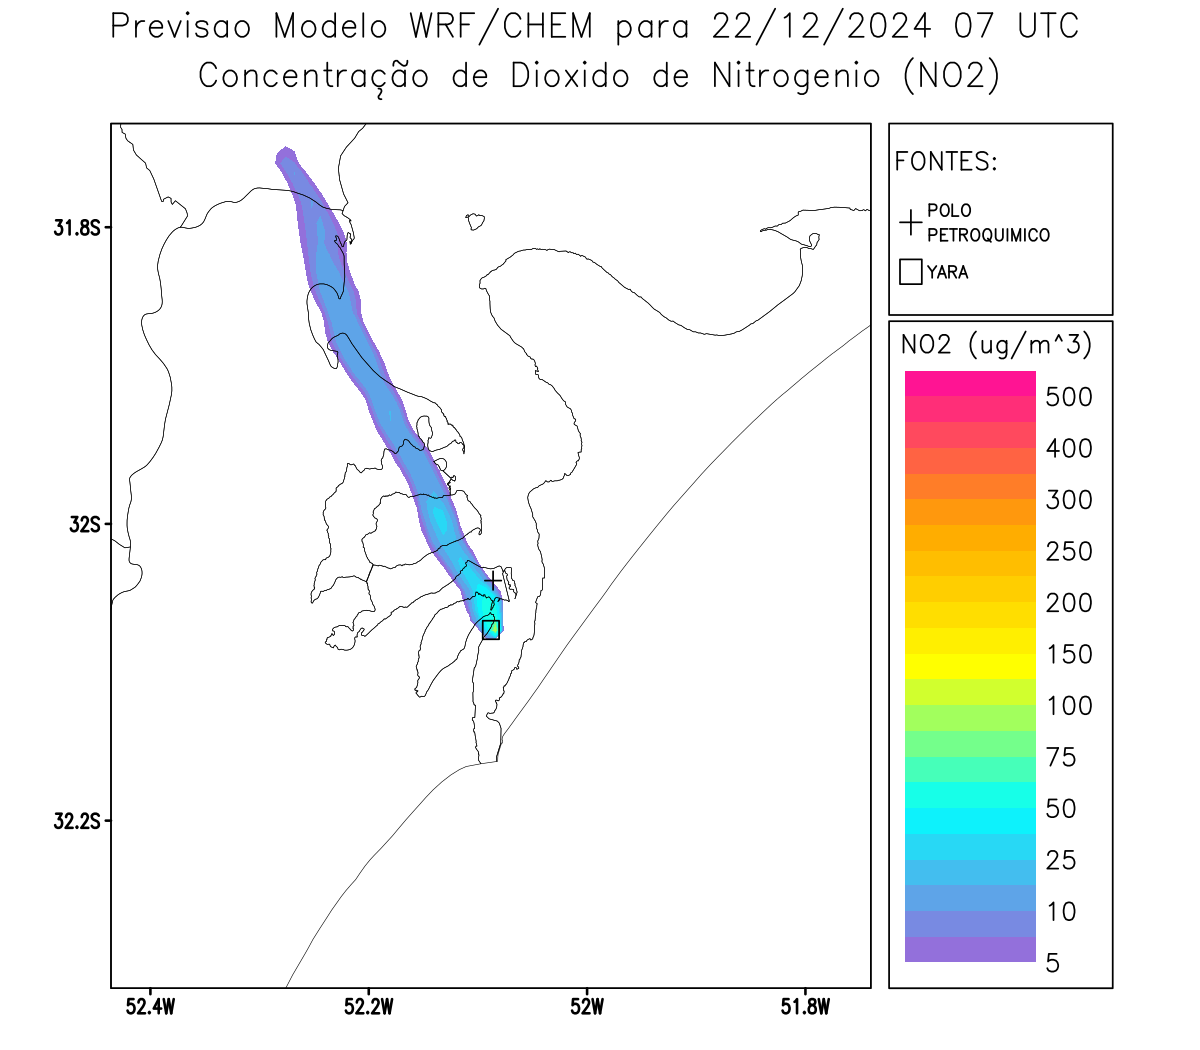 Previsao Modelo WRF/CHEM para 22/12/2024 07 UTC
Concentração de Dioxido de Nitrogenio (NO2)
FONTES:
POLO
PETROQUIMICO
YARA
31.8S
32S
32.2S
52.4W
52.2W
52W
51.8W
NO2 (ug/m^3)
500
400
300
250
200
150
100
75
50
25
10
5